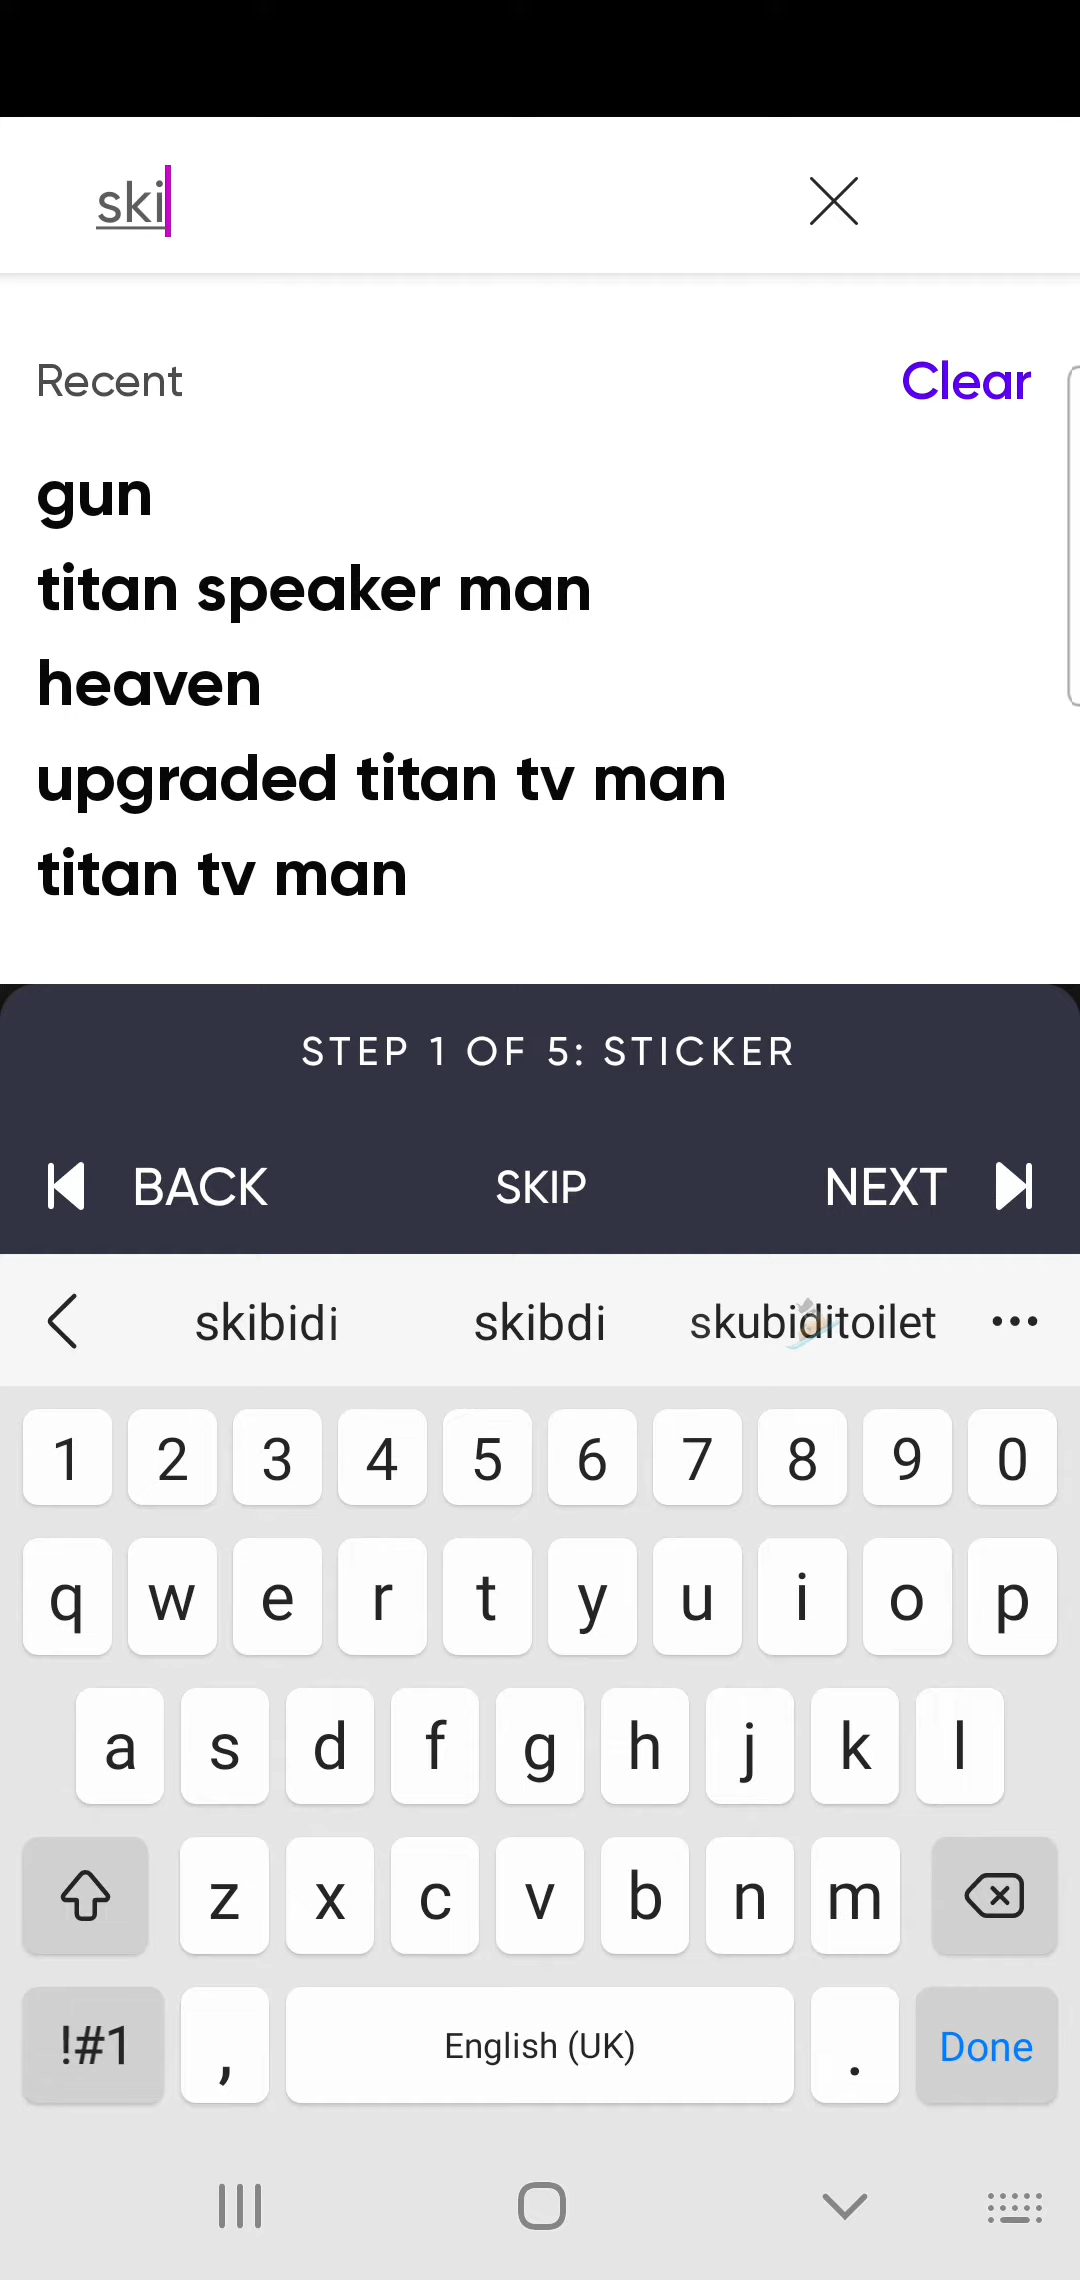 ski
Recent Clear
gun
titan speaker man
heaven
upgraded titan tv man
titan tv man
STEP 1 OF 5: STICKER
BACK SKIP NEXT
skibidi skibdi skubiditoilet
1 2 3 4 5 6 7 8 9 0
q w e r t y u i o p
a s d f g h j k l
z x c v b n m
!#1 , English (UK) . Done